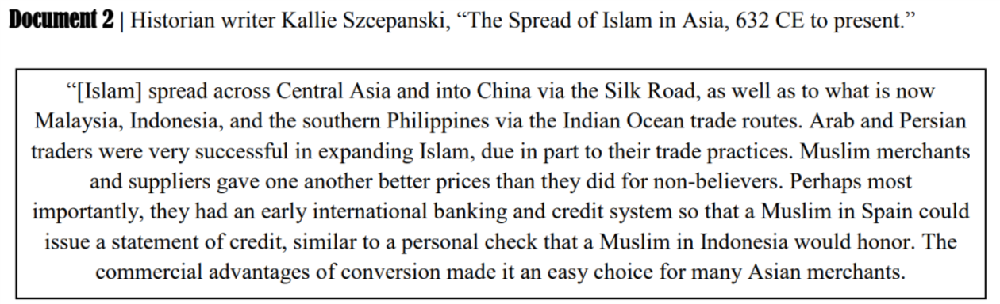 Document 2 | Historian writer Kallie Szcepanski, “The Spread of Islam in Asia, 632 CE to present.”
“[Islam] spread across Central Asia and into China via the Silk Road, as well as to what is now
Malaysia, Indonesia, and the southern Philippines via the Indian Ocean trade routes. Arab and Persian
traders were very successful in expanding Islam, due in part to their trade practices. Muslim merchants
and suppliers gave one another better prices than they did for non-believers. Perhaps most
importantly, they had an early international banking and credit system so that a Muslim in Spain could
issue a statement of credit, similar to a personal check that a Muslim in Indonesia would honor. The
commercial advantages of conversion made it an easy choice for many Asian merchants.